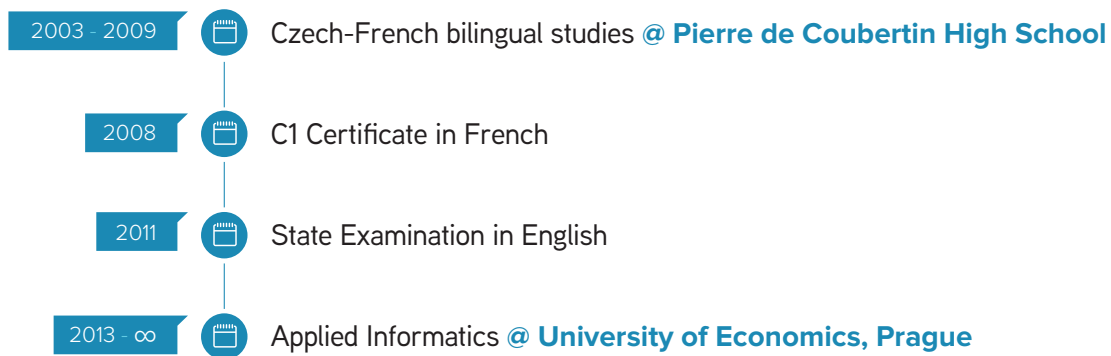 2003 - 2009 Czech-French bilingual studies @ Pierre de Coubertin High School
2008 C1 Certificate in French
2011 State Examination in English
2013 - ∞ Applied Informatics @ University of Economics, Prague